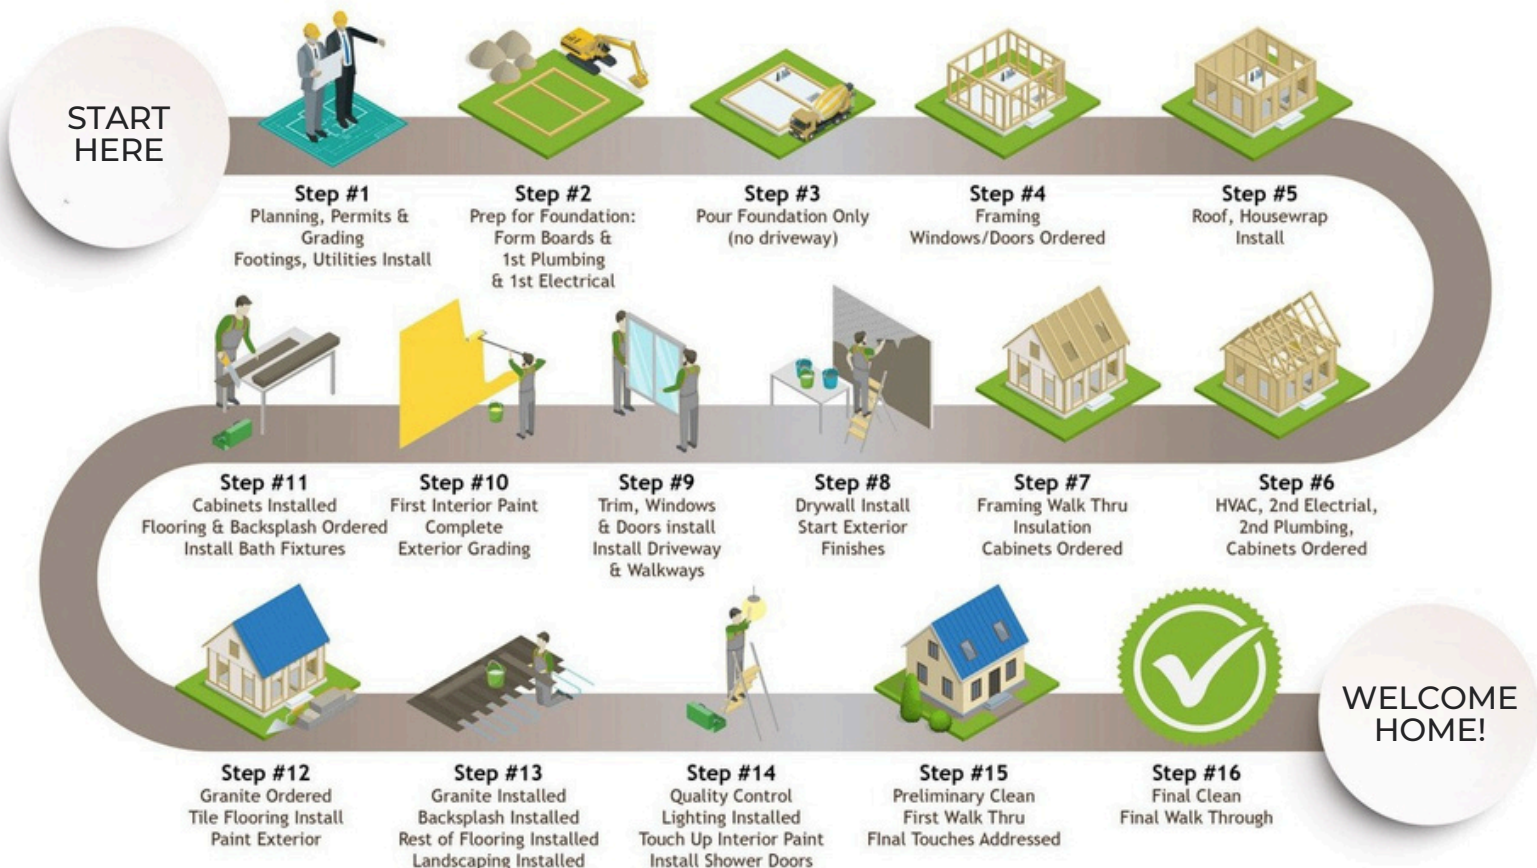 START
HERE
Step #1
Planning, Permits &
Grading
Footings, Utilities Install
Step #2
Prep for Foundation:
Form Boards &
1st Plumbing
& 1st Electrical
Step #3
Pour Foundation Only
(no driveway)
Step #4
Framing
Windows/Doors Ordered
Step #5
Roof, Housewrap
Install
Step #6
HVAC, 2nd Electrial,
2nd Plumbing,
Cabinets Ordered
Step #7
Framing Walk Thru
Insulation
Cabinets Ordered
Step #8
Drywall Install
Start Exterior
Finishes
Step #9
Trim, Windows
& Doors install
Install Driveway
& Walkways
Step #10
First Interior Paint
Complete
Exterior Grading
Step #11
Cabinets Installed
Flooring & Backsplash Ordered
Install Bath Fixtures
Step #12
Granite Ordered
Tile Flooring Install
Paint Exterior
Step #13
Granite Installed
Backsplash Installed
Rest of Flooring Installed
Landscaping Installed
Step #14
Quality Control
Lighting Installed
Touch Up Interior Paint
Install Shower Doors
Step #15
Preliminary Clean
First Walk Thru
FInal Touches Addressed
Step #16
Final Clean
Final Walk Through
WELCOME
HOME!